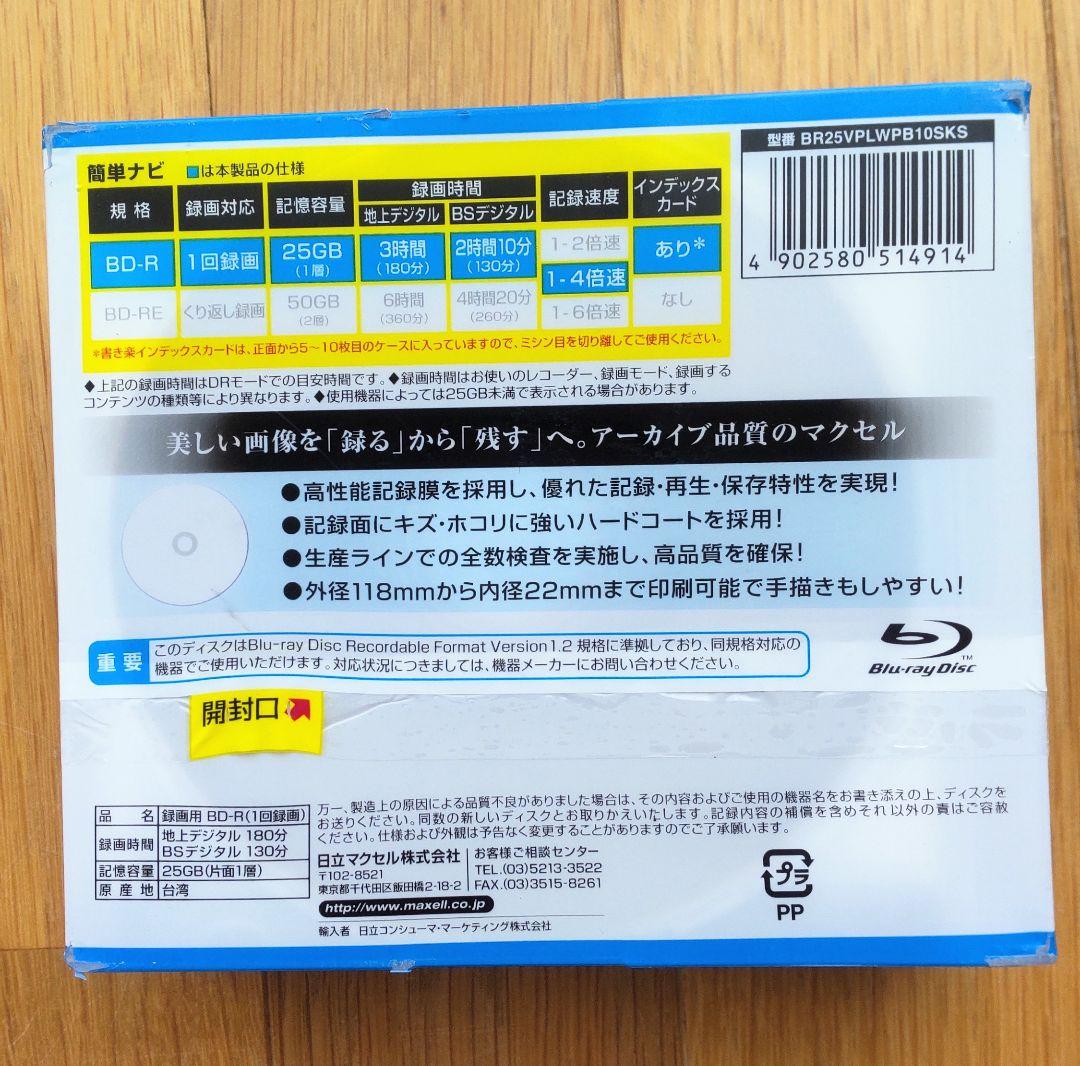 型番 BR25VPLWPB10SKS
4 902580 514914
簡単ナビ ■は本製品の仕様
規格 録画対応 記憶容量 録画時間 地上デジタル BSデジタル 記録速度 インデックスカード
BD-R 1回録画 25GB (1層) 3時間 (180分) 2時間10分 (130分) 1-2倍速 あり*
1-4倍速
BD-RE くり返し録画 50GB (2層) 6時間 (360分) 4時間20分 (260分) 1-6倍速 なし
*書き楽インデックスカードは、正面から5〜10枚目のケースに入っていますので、ミシン目を切り離してご使用ください。
◆上記の録画時間はDRモードでの目安時間です。◆録画時間はお使いのレコーダー、録画モード、録画する
コンテンツの種類等により異なります。◆使用機器によっては25GB未満で表示される場合があります。
美しい画像を「録る」から「残す」へ。アーカイブ品質のマクセル
●高性能記録膜を採用し、優れた記録・再生・保存特性を実現!
●記録面にキズ・ホコリに強いハードコートを採用!
●生産ラインでの全数検査を実施し、高品質を確保!
●外径118mmから内径22mmまで印刷可能で手描きもしやすい!
重要 このディスクはBlu-ray Disc Recordable Format Version1.2 規格に準拠しており、同規格対応の
機器でご使用いただけます。対応状況につきましては、機器メーカーにお問い合わせください。
Blu-ray Disc™
開封口
品名 録画用 BD-R(1回録画)
録画時間 地上デジタル 180分
BSデジタル 130分
記憶容量 25GB(片面1層)
原産地 台湾
万一、製造上の原因による品質不良がありました場合は、その内容およびご使用の機器名をお書き添えの上、ディスクを
お送りください。同数の新しいディスクとお取りかえいたします。記録内容の補償を含めそれ以外の責はご容赦
ください。仕様および外観は予告なく変更することがありますのでご了承願います。
日立マクセル株式会社
〒102-8521
東京都千代田区飯田橋2-18-2
お客様ご相談センター
TEL.(03)5213-3522
FAX.(03)3515-8261
http://www.maxell.co.jp
輸入者 日立コンシューマ・マーケティング株式会社
プラ
PP